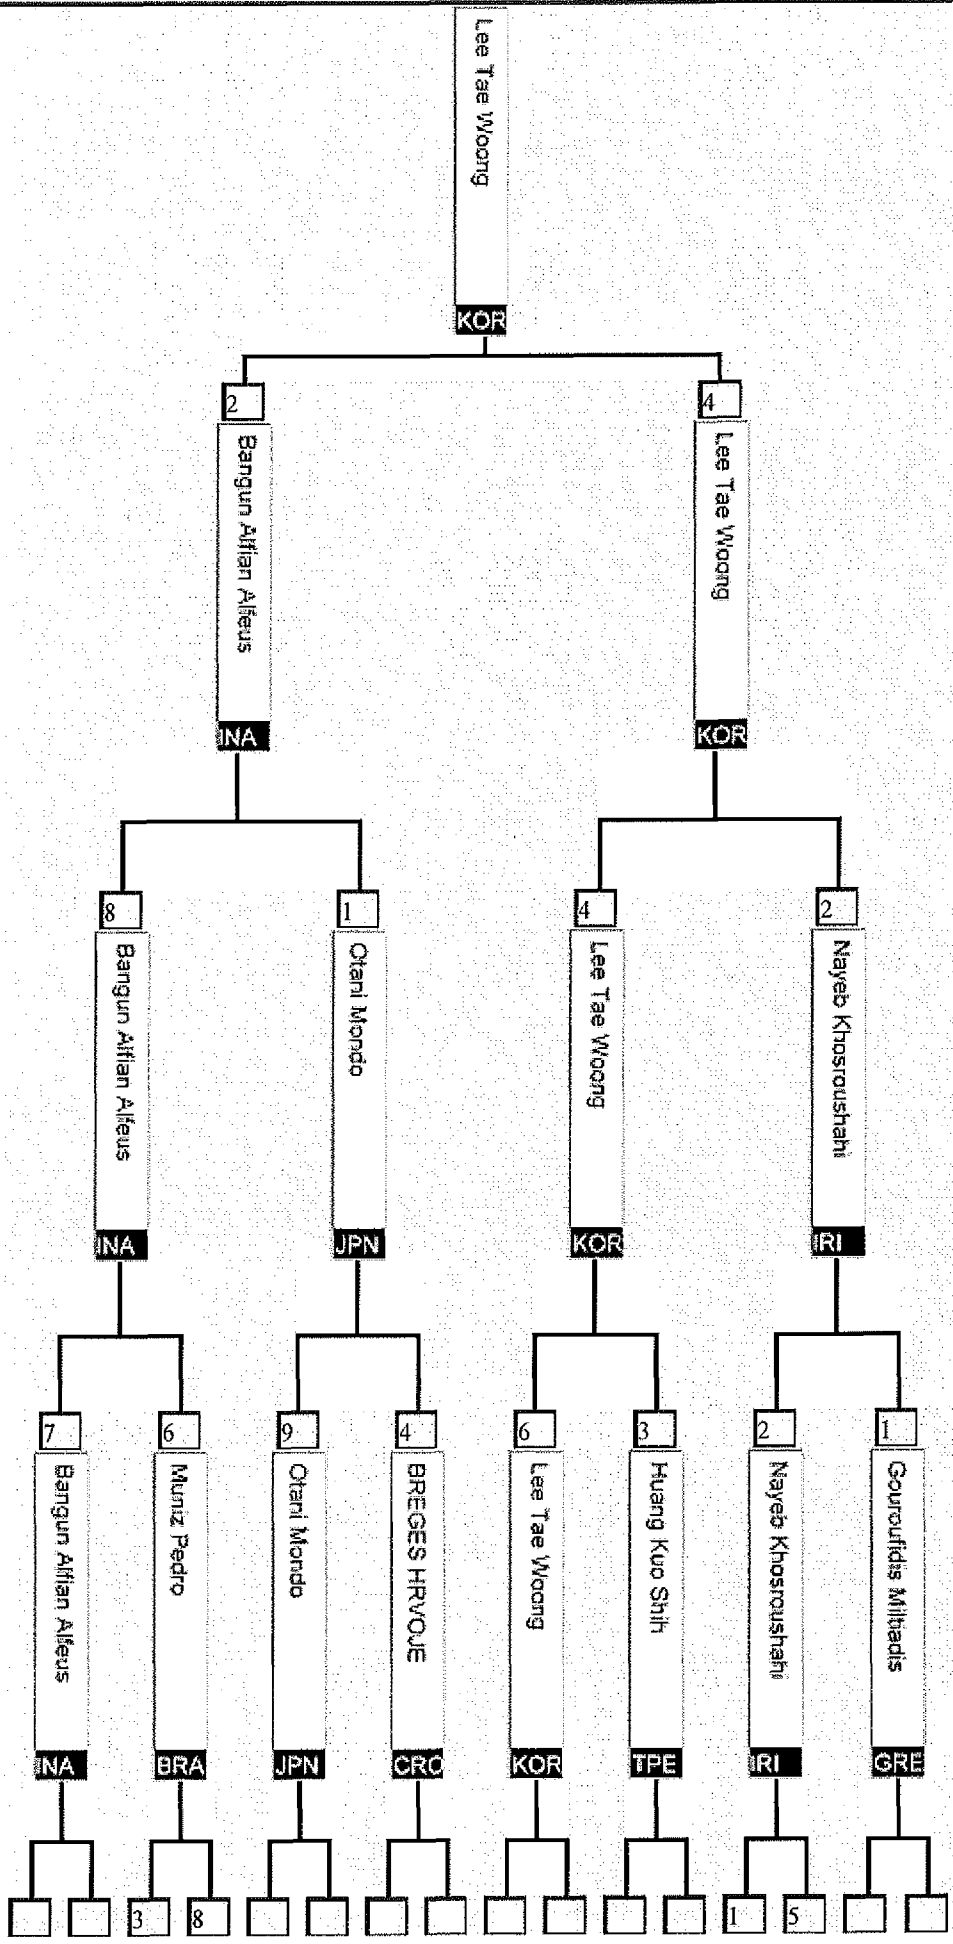 Lee Tae Woong
KOR
2
Bangun Alfian Alfeus
INA
4
Lee Tae Woong
KOR
8
Bangun Alfian Alfeus
INA
1
Otani Mondo
JPN
4
Lee Tae Woong
KOR
2
Nayeb Khosroushahi
IRI
7
Bangun Alfian Alfeus
INA
6
Muniz Pedro
BRA
9
Otani Mondo
JPN
4
BREGES HRVOJE
CRO
6
Lee Tae Woong
KOR
3
Huang Kuo Shih
TPE
2
Nayeb Khosroushahi
IRI
1
Gouroufidis Miltiadis
GRE
3
8
1
5